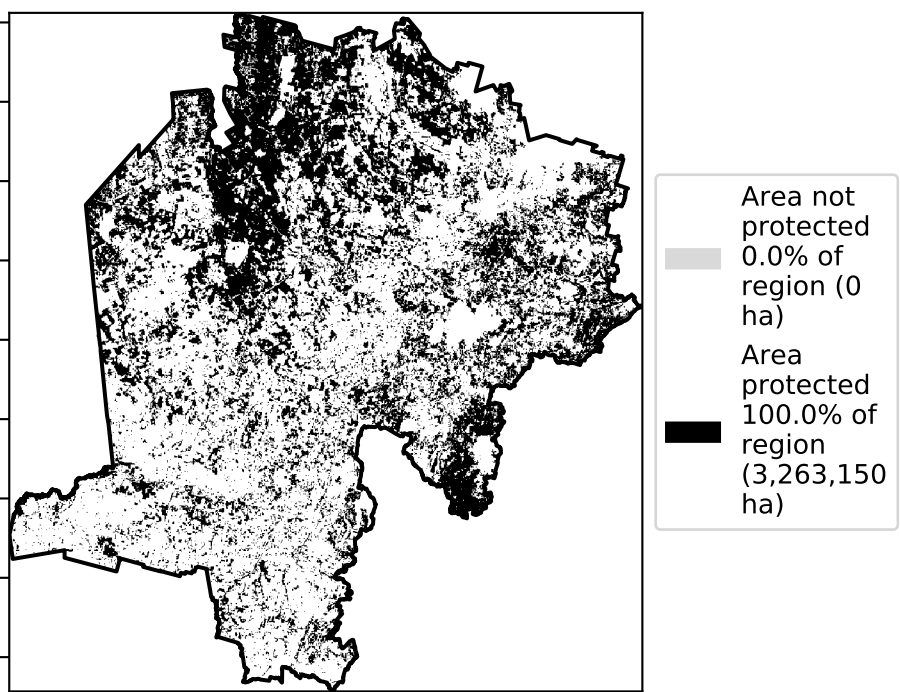 Area not
protected
0.0% of
region (0
ha)
Area
protected
100.0% of
region
(3,263,150
ha)